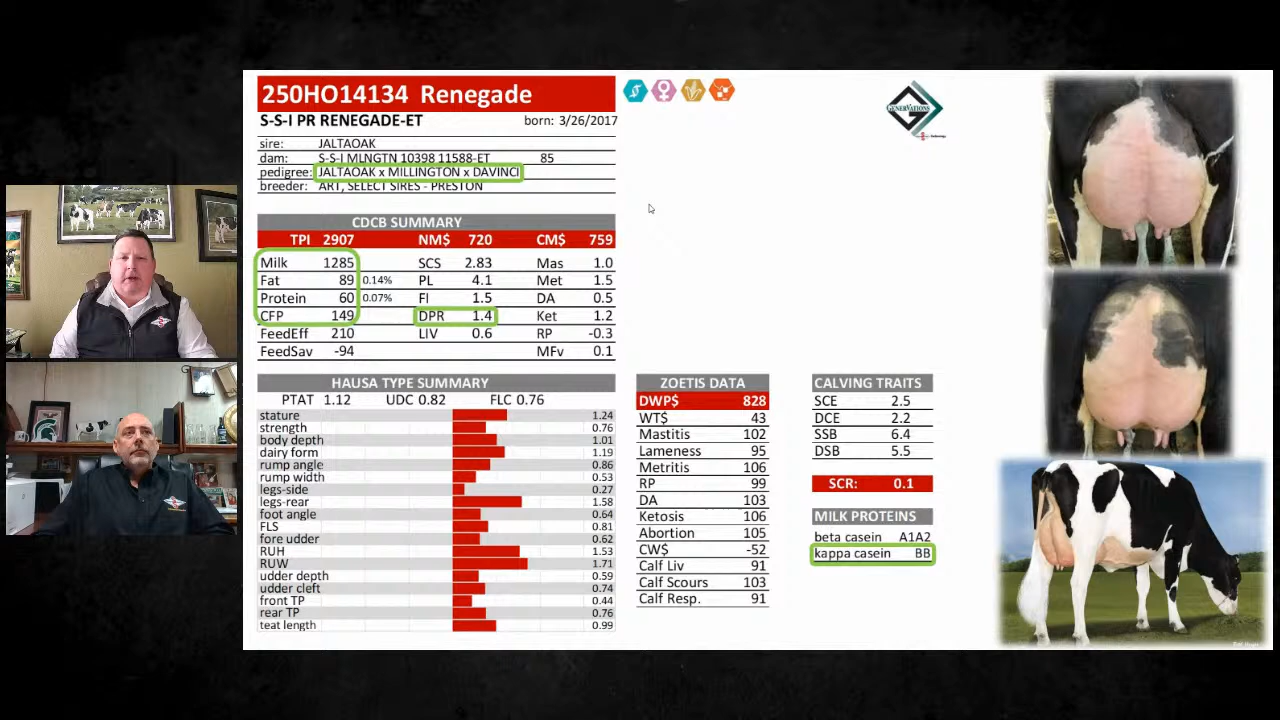 250HO14134 Renegade
S-S-I PR RENEGADE-ET born: 3/26/2017
sire: JALTAOAK
dam: S-S-I MLNGTN 10398 11588-ET 85
pedigree: JALTAOAK x MILLINGTON x DAVINCI
breeder: ART, SELECT SIRES - PRESTON
CDCB SUMMARY
TPI 2907 NM$ 720 CM$ 759
Milk 1285 SCS 2.83 Mas 1.0
Fat 89 0.14% PL 4.1 Met 1.5
Protein 60 0.07% FI 1.5 DA 0.5
CFP 149 DPR 1.4 Ket 1.2
FeedEff 210 LIV 0.6 RP -0.3
FeedSav -94 MFv 0.1
HAUSA TYPE SUMMARY
PTAT 1.12 UDC 0.82 FLC 0.76
stature 1.24
strength 0.76
body depth 1.01
dairy form 1.19
rump angle 0.86
rump width 0.53
legs-side 0.27
legs-rear 1.58
foot angle 0.64
FLS 0.81
fore udder 0.62
RUH 1.53
RUW 1.71
udder depth 0.59
udder cleft 0.74
front TP 0.44
rear TP 0.76
teat length 0.99
ZOETIS DATA
DWP$ 828
WT$ 43
Mastitis 102
Lameness 95
Metritis 106
RP 99
DA 103
Ketosis 106
Abortion 105
CW$ -52
Calf Liv 91
Calf Scours 103
Calf Resp. 91
CALVING TRAITS
SCE 2.5
DCE 2.2
SSB 6.4
DSB 5.5
SCR: 0.1
MILK PROTEINS
beta casein A1A2
kappa casein BB
GENERVATIONS